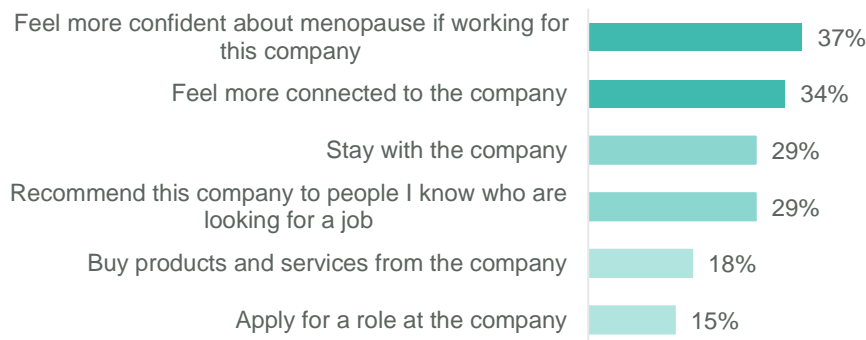 Feel more confident about menopause if working for
this company
37%
Feel more connected to the company
34%
Stay with the company
29%
Recommend this company to people I know who are
looking for a job
29%
Buy products and services from the company
18%
Apply for a role at the company
15%